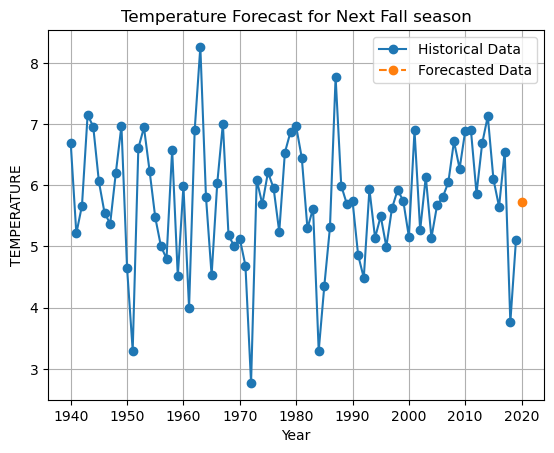 Temperature Forecast for Next Fall season
Historical Data
Forecasted Data
TEMPERATURE
8
7
6
5
4
3
1940 1950 1960 1970 1980 1990 2000 2010 2020
Year